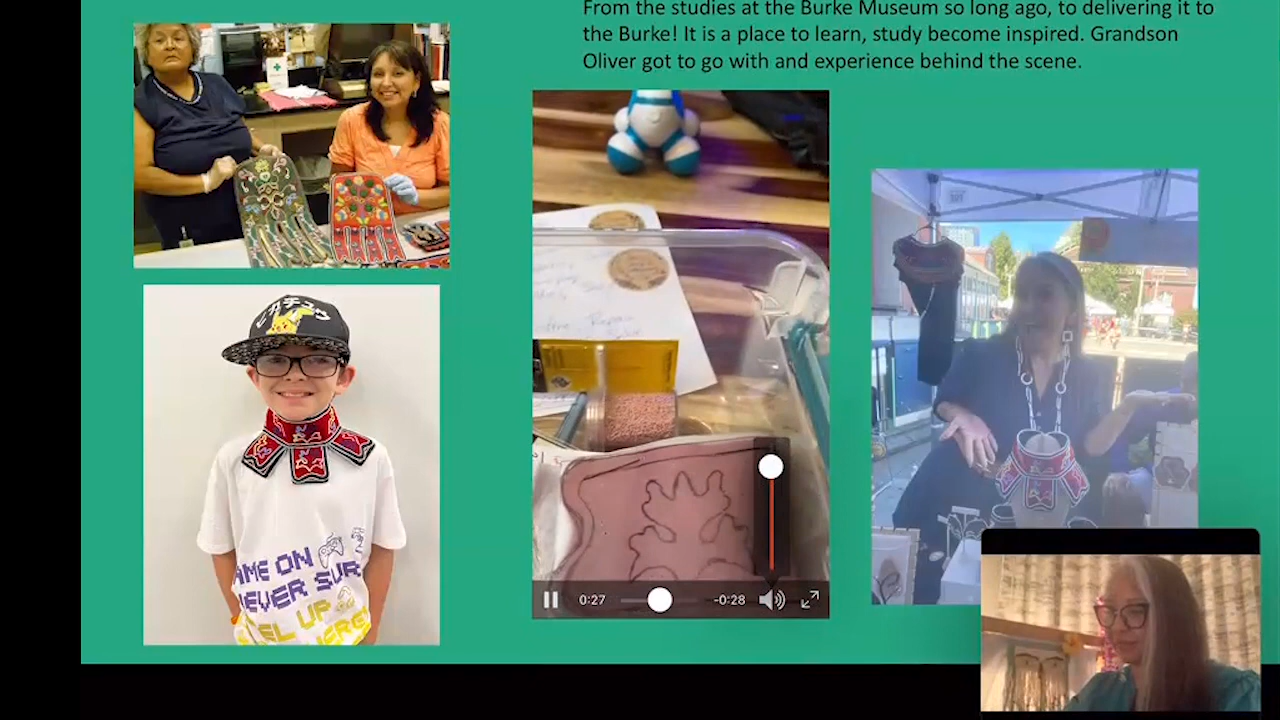 From the studies at the Burke Museum so long ago, to delivering it to
the Burke! It is a place to learn, study become inspired. Grandson
Oliver got to go with and experience behind the scene.
AME ON
EVER SUR
EL UP
0:27
-0:28